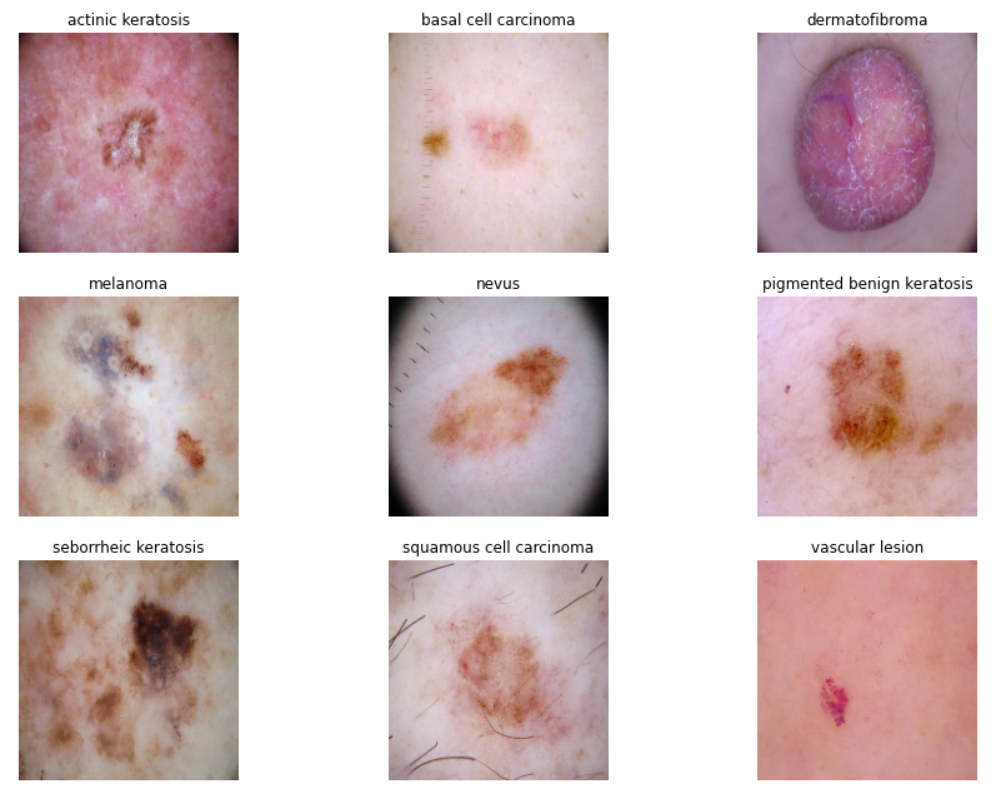 actinic keratosis
basal cell carcinoma
dermatofibroma
melanoma
nevus
pigmented benign keratosis
seborrheic keratosis
squamous cell carcinoma
vascular lesion